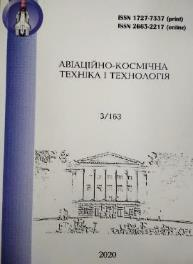 ISSN 1727-7337 (print)
ISSN 2663-2217 (online)
АВІАЦІЙНО-КОСМІЧНА
ТЕХНІКА І ТЕХНОЛОГІЯ
3/163
2020